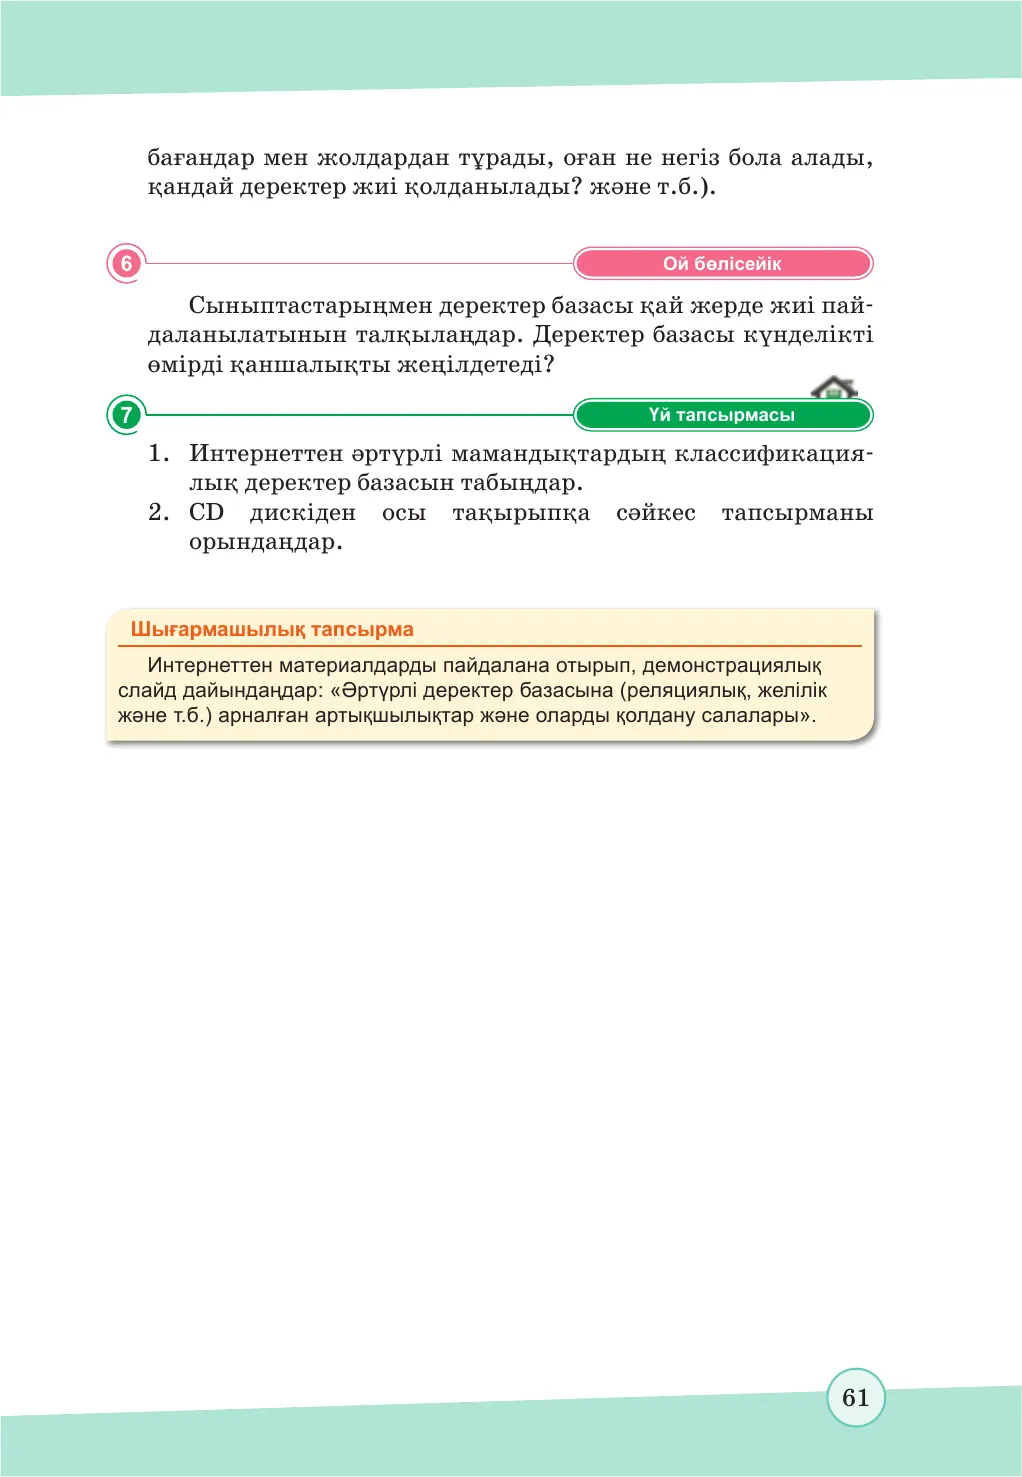 бағандар мен жолдардан тұрады, оған не негіз бола алады,
қандай деректер жиі қолданылады? және т.б.).
6
Ой бөлісейік
Сыныптастарыңмен деректер базасы қай жерде жиі пай-
даланылатынын талқылаңдар. Деректер базасы күнделікті
өмірді қаншалықты жеңілдетеді?
7
Үй тапсырмасы
1. Интернеттен әртүрлі мамандықтардың классификация-
лық деректер базасын табыңдар.
2. CD дискіден осы тақырыпқа сәйкес тапсырманы
орындаңдар.
Шығармашылық тапсырма
Интернеттен материалдарды пайдалана отырып, демонстрациялық
слайд дайындаңдар: «Әртүрлі деректер базасына (реляциялық, желілік
және т.б.) арналған артықшылықтар және оларды қолдану салалары».
61